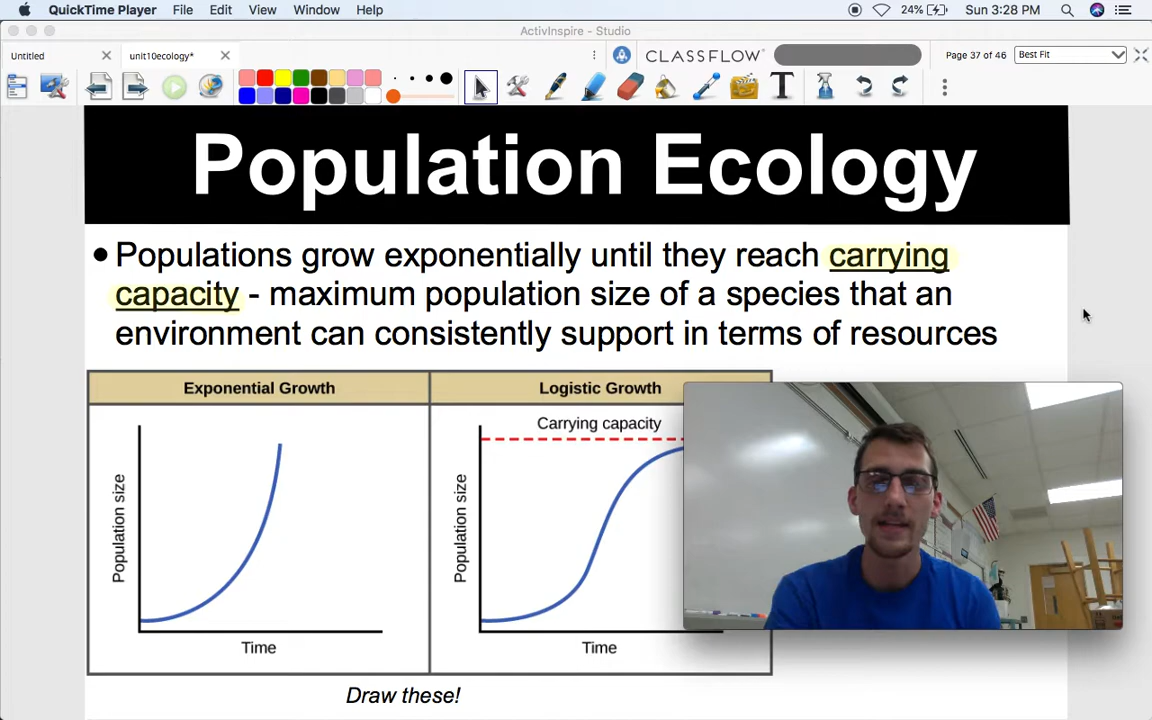 QuickTime Player File Edit View Window Help 24% Sun 3:28 PM
ActivInspire - Studio
Untitled unit10ecology* CLASSFLOW Page 37 of 46 Best Fit
T
Population Ecology
• Populations grow exponentially until they reach carrying
capacity - maximum population size of a species that an
environment can consistently support in terms of resources
Exponential Growth
Population size
Time
Logistic Growth
Carrying capacity
Population size
Time
Draw these!